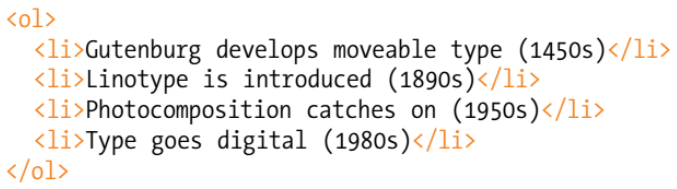 <ol>
  <li>Gutenburg develops moveable type (1450s)</li>
  <li>Linotype is introduced (1890s)</li>
  <li>Photocomposition catches on (1950s)</li>
  <li>Type goes digital (1980s)</li>
</ol>